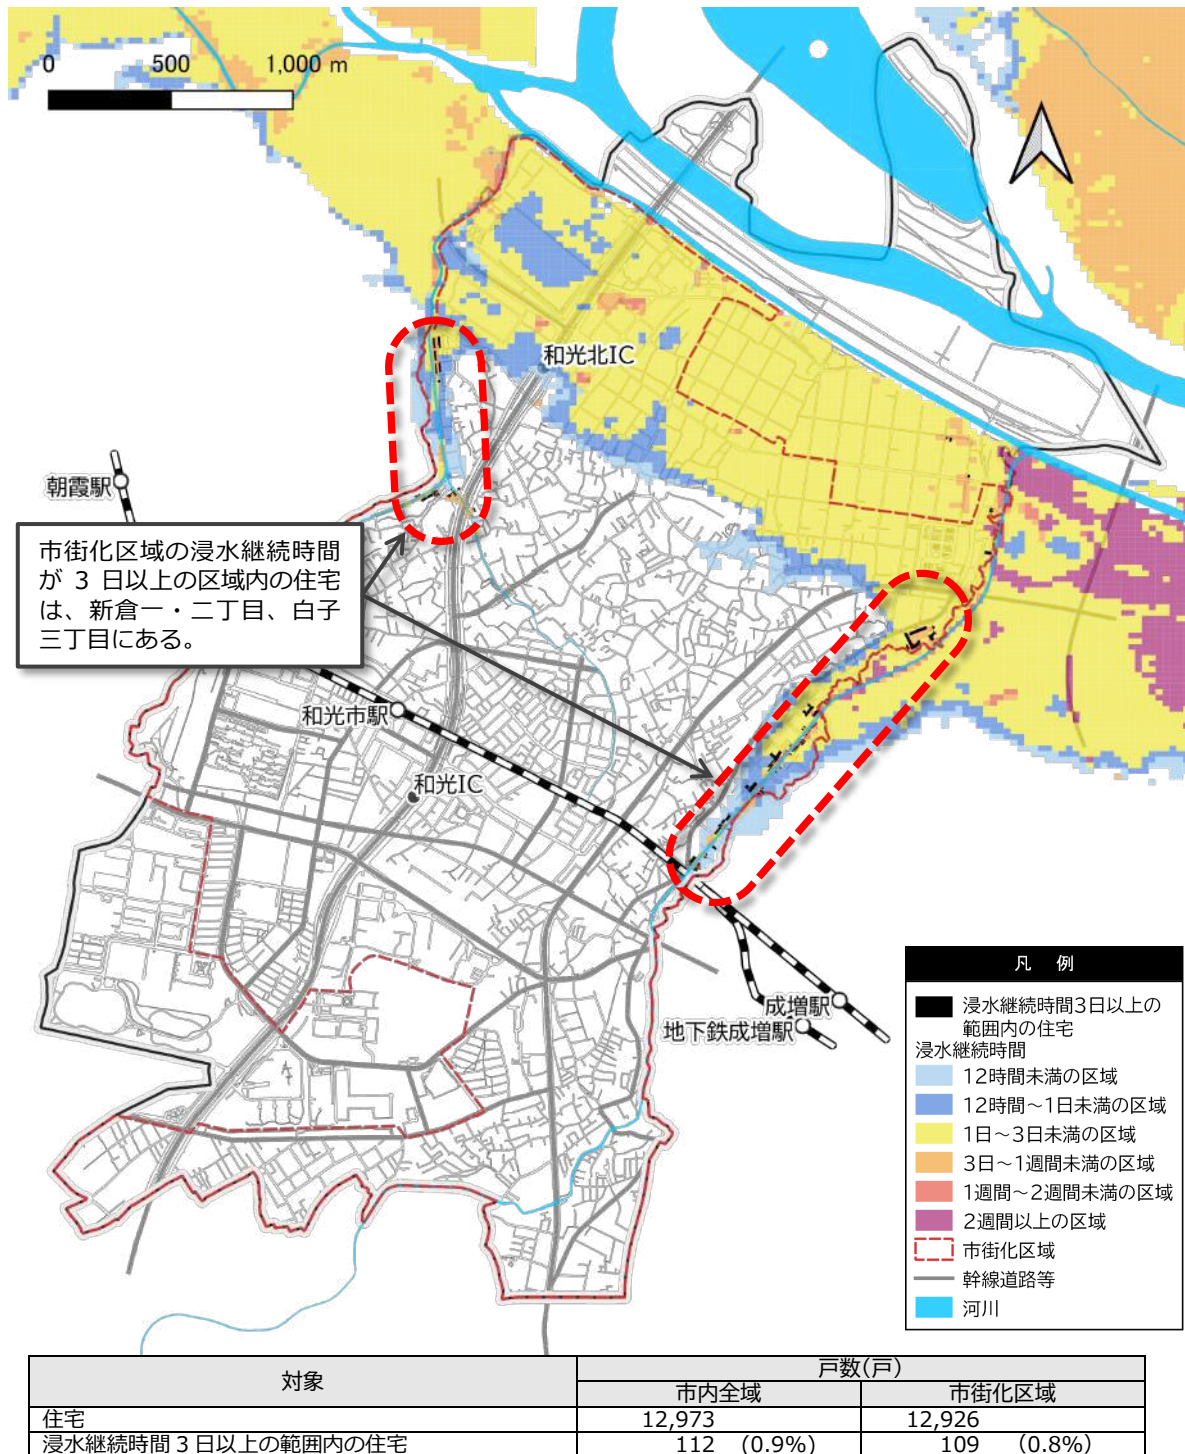 0 500 1,000 m
和光北IC
朝霞駅
市街化区域の浸水継続時間
が 3 日以上の区域内の住宅
は、新倉一・二丁目、白子
三丁目にある。
和光市駅
和光IC
成増駅
地下鉄成増駅
凡 例
浸水継続時間3日以上の
範囲内の住宅
浸水継続時間
12時間未満の区域
12時間～1日未満の区域
1日～3日未満の区域
3日～1週間未満の区域
1週間～2週間未満の区域
2週間以上の区域
市街化区域
幹線道路等
河川
対象 戸数(戸)
市内全域 市街化区域
住宅 12,973 12,926
浸水継続時間 3 日以上の範囲内の住宅 112 (0.9%) 109 (0.8%)